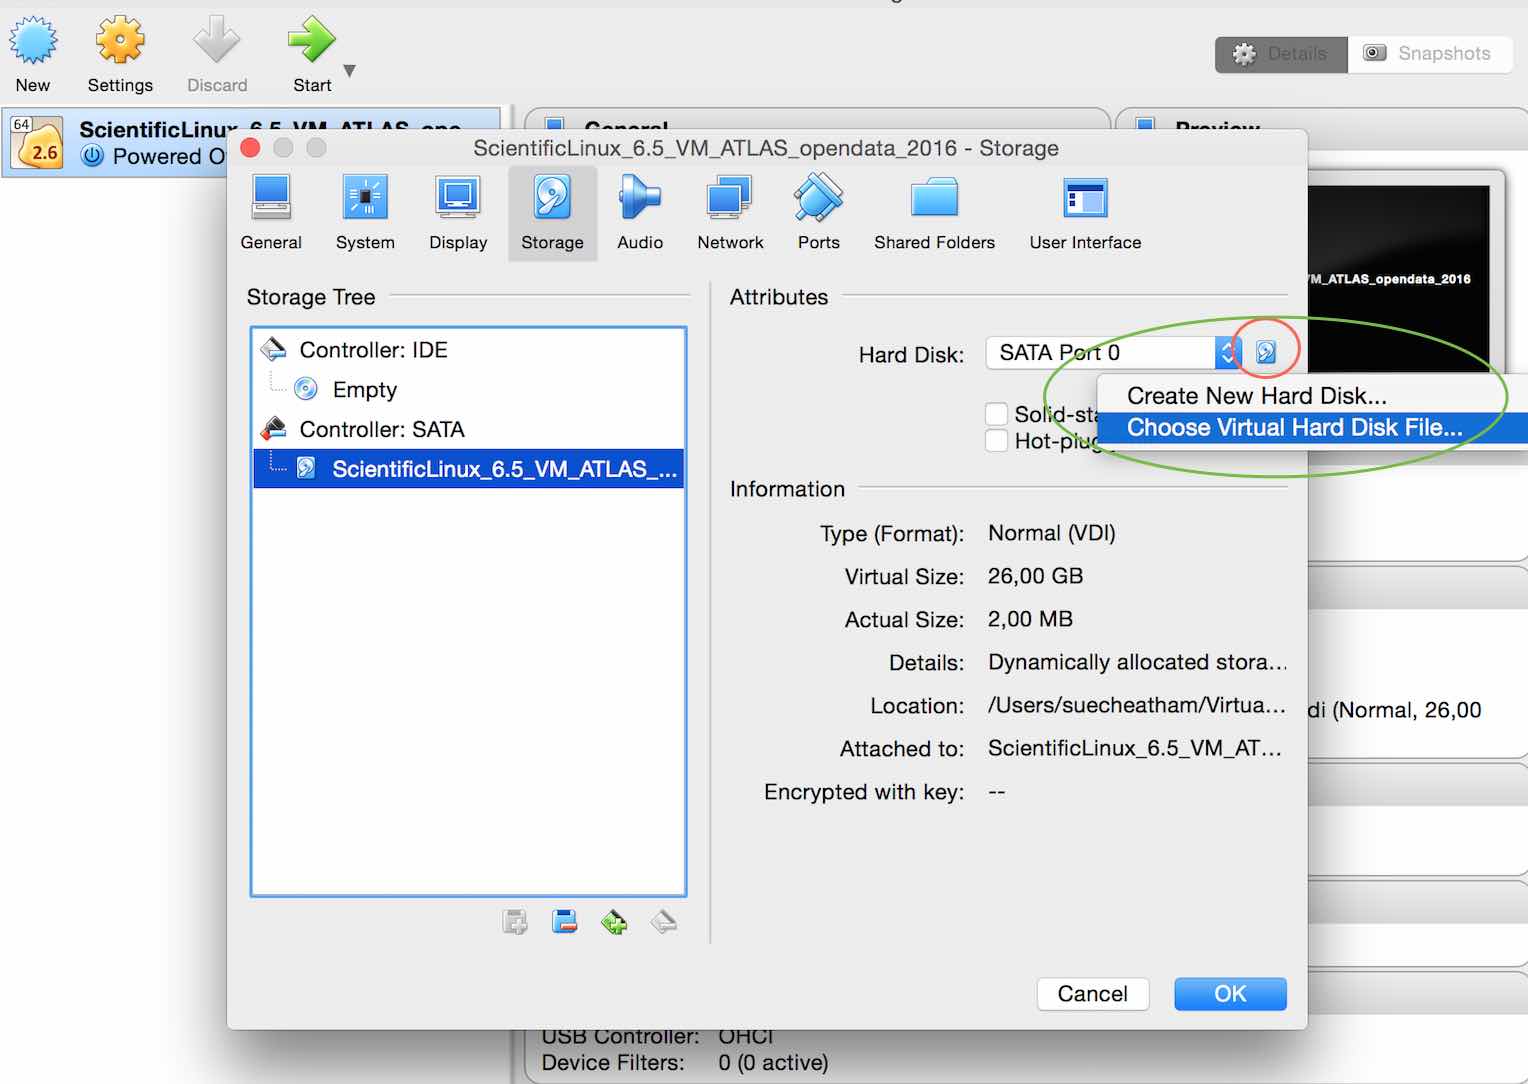 New
Settings
Discard
Start
Details
Snapshots
64
2.6
ScientificLinux_6.5_VM_ATLAS_ope
Powered O
General
Preview
ScientificLinux_6.5_VM_ATLAS_opendata_2016 - Storage
General
System
Display
Storage
Audio
Network
Ports
Shared Folders
User Interface
VM_ATLAS_opendata_2016
Storage Tree
Controller: IDE
Empty
Controller: SATA
ScientificLinux_6.5_VM_ATLAS_...
Attributes
Hard Disk: SATA Port 0
Create New Hard Disk...
Choose Virtual Hard Disk File...
Solid-sta
Hot-plug
Information
Type (Format): Normal (VDI)
Virtual Size: 26,00 GB
Actual Size: 2,00 MB
Details: Dynamically allocated stora...
Location: /Users/suecheatham/Virtua...
Attached to: ScientificLinux_6.5_VM_AT...
Encrypted with key: --
di (Normal, 26,00
Cancel
OK
USB Controller: OHCI
Device Filters: 0 (0 active)